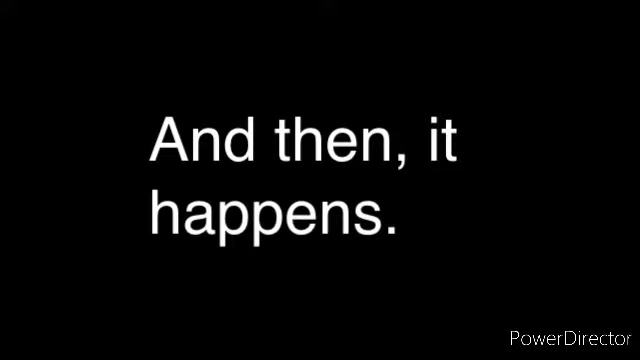 And then, it
happens.
PowerDirector